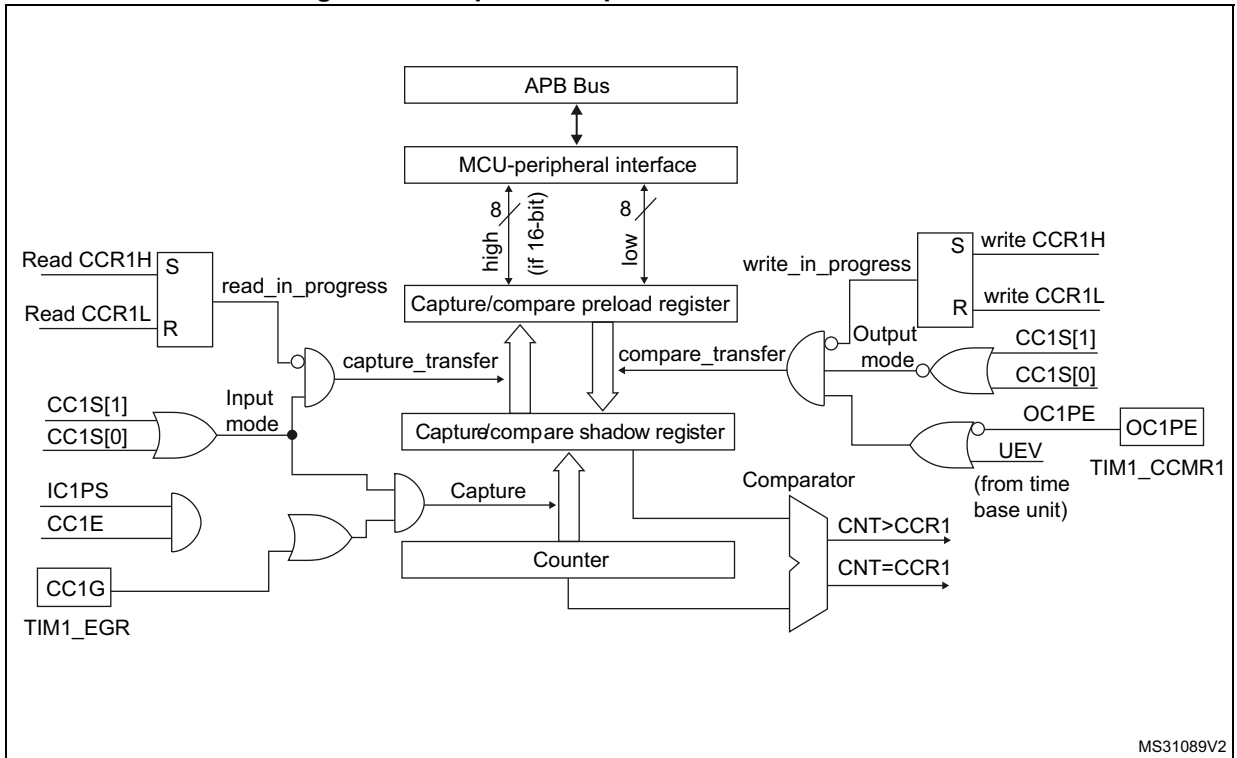 APB Bus
MCU-peripheral interface
8
high
(if 16-bit)
8
low
Read CCR1H
S
read_in_progress
Read CCR1L
R
write_in_progress
S
write CCR1H
R
write CCR1L
Capture/compare preload register
capture_transfer
compare_transfer
Output
mode
CC1S[1]
CC1S[0]
CC1S[1]
CC1S[0]
Input
mode
Capture/compare shadow register
OC1PE
OC1PE
UEV
TIM1_CCMR1
(from time
base unit)
IC1PS
CC1E
Capture
Comparator
CNT>CCR1
Counter
CNT=CCR1
CC1G
TIM1_EGR
MS31089V2